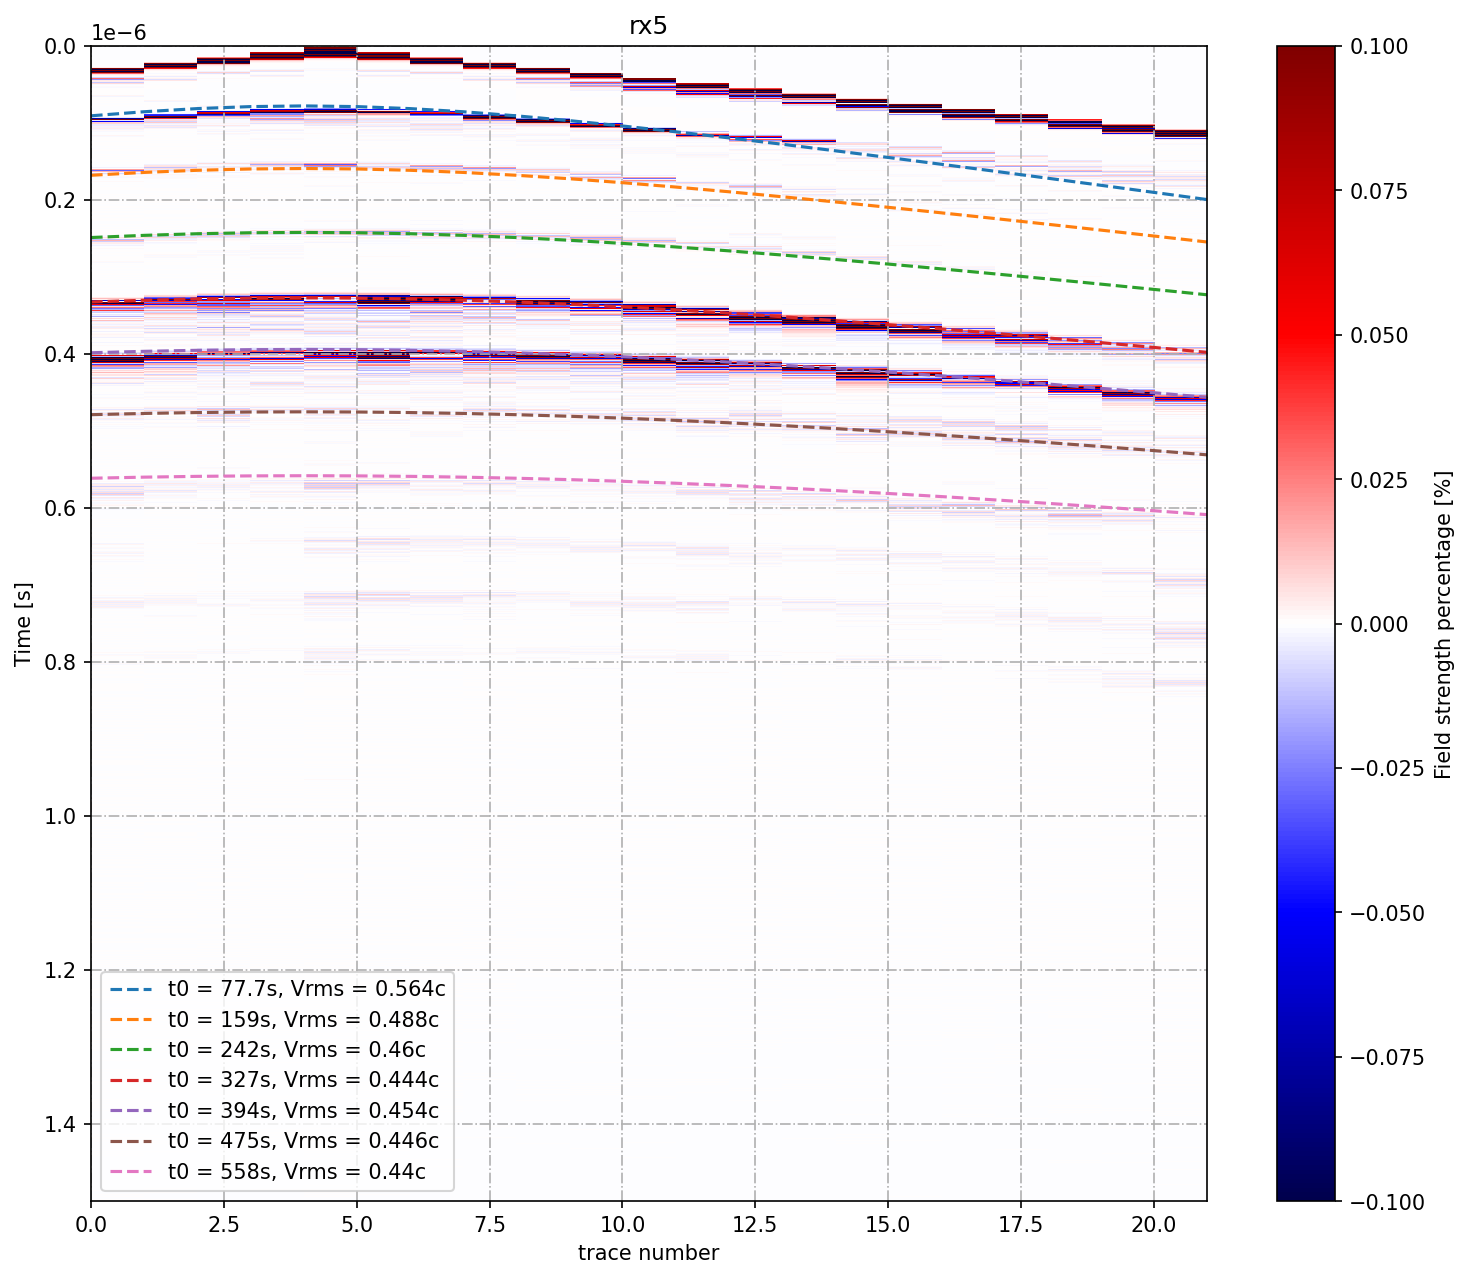 rx5
1e−6
0.0
0.2
0.4
0.6
0.8
1.0
1.2
1.4
Time [s]
t0 = 77.7s, Vrms = 0.564c
t0 = 159s, Vrms = 0.488c
t0 = 242s, Vrms = 0.46c
t0 = 327s, Vrms = 0.444c
t0 = 394s, Vrms = 0.454c
t0 = 475s, Vrms = 0.446c
t0 = 558s, Vrms = 0.44c
0.0 2.5 5.0 7.5 10.0 12.5 15.0 17.5 20.0
trace number
0.100
0.075
0.050
0.025
0.000
−0.025
−0.050
−0.075
−0.100
Field strength percentage [%]